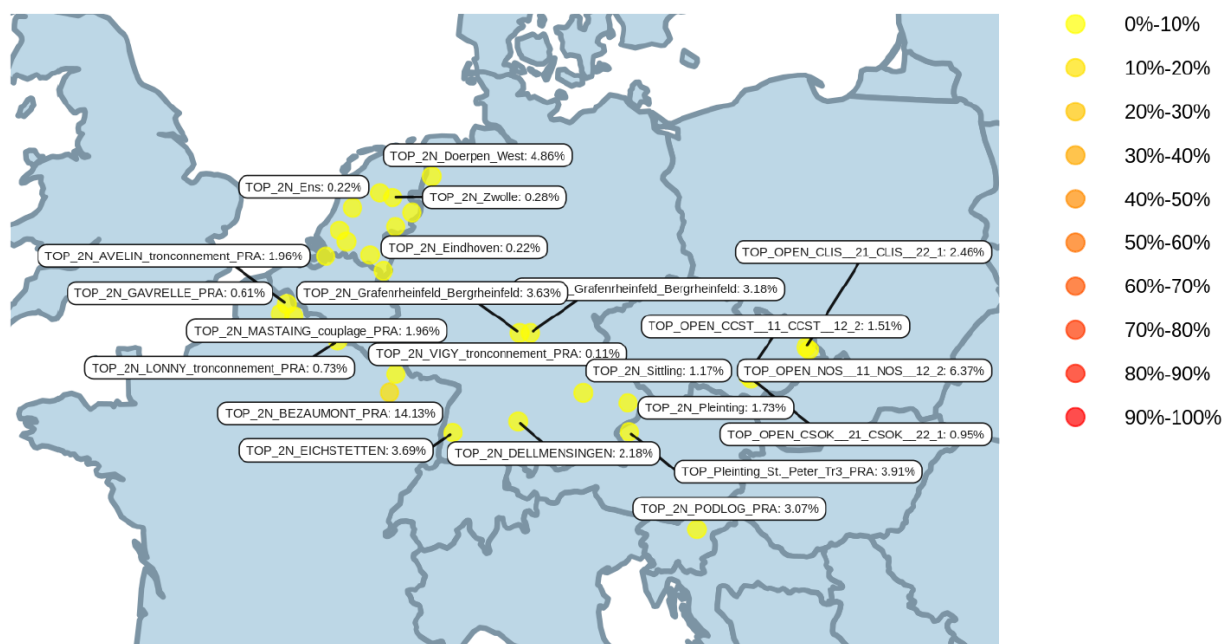 0%-10%
10%-20%
20%-30%
30%-40%
40%-50%
50%-60%
60%-70%
70%-80%
80%-90%
90%-100%
TOP_2N_Doerpen_West: 4.86%
TOP_2N_Ens: 0.22%
TOP_2N_Zwolle: 0.28%
TOP_2N_Eindhoven: 0.22%
TOP_2N_AVELIN_tronconnement_PRA: 1.96%
TOP_OPEN_CLIS__21_CLIS__22_1: 2.46%
TOP_2N_GAVRELLE_PRA: 0.61%
TOP_2N_Grafenrheinfeld_Bergrheinfeld: 3.63%
_Grafenrheinfeld_Bergrheinfeld: 3.18%
TOP_2N_MASTAING_couplage_PRA: 1.96%
TOP_OPEN_CCST__11_CCST__12_2: 1.51%
TOP_2N_VIGY_tronconnement_PRA: 0.11%
TOP_2N_LONNY_tronconnement_PRA: 0.73%
TOP_2N_Sittling: 1.17%
TOP_OPEN_NOS__11_NOS__12_2: 6.37%
TOP_2N_BEZAUMONT_PRA: 14.13%
TOP_2N_Pleinting: 1.73%
TOP_2N_EICHSTETTEN: 3.69%
TOP_2N_DELLMENSINGEN: 2.18%
TOP_OPEN_CSOK__21_CSOK__22_1: 0.95%
TOP_Pleinting_St._Peter_Tr3_PRA: 3.91%
TOP_2N_PODLOG_PRA: 3.07%